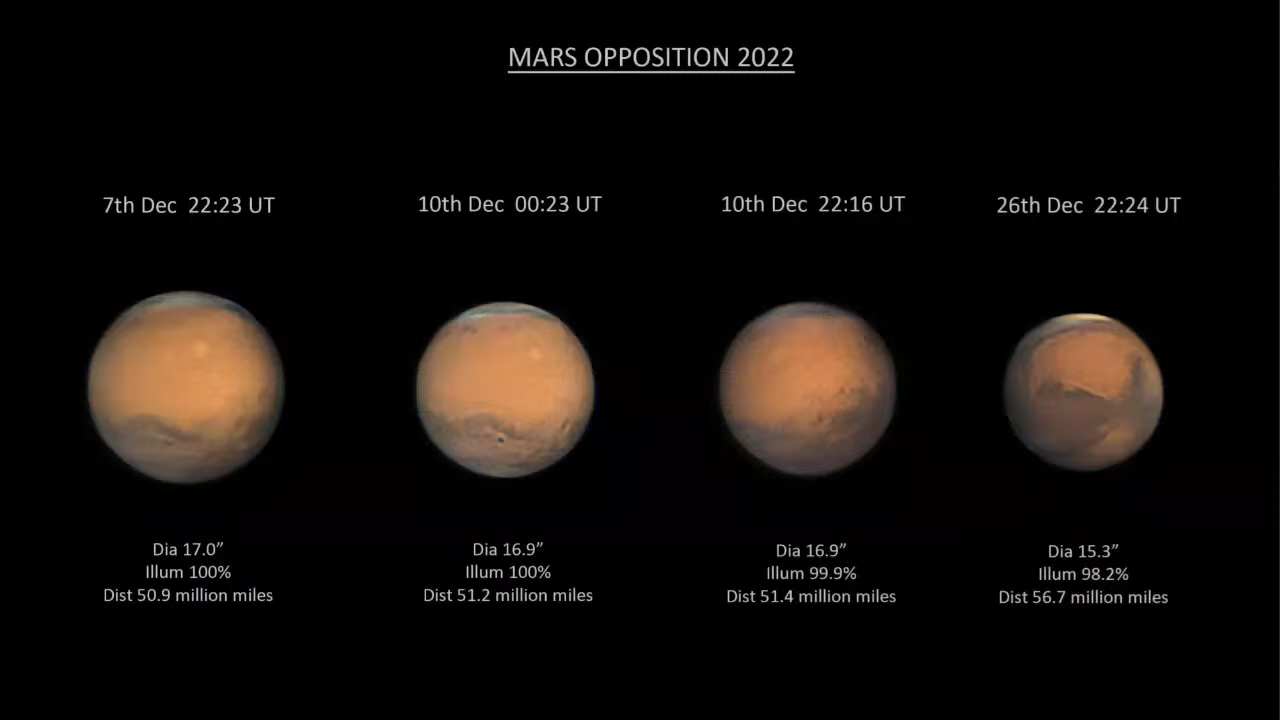 MARS OPPOSITION 2022
7th Dec  22:23 UT
10th Dec  00:23 UT
10th Dec  22:16 UT
26th Dec  22:24 UT
Dia 17.0”
Illum 100%
Dist 50.9 million miles
Dia 16.9”
Illum 100%
Dist 51.2 million miles
Dia 16.9”
Illum 99.9%
Dist 51.4 million miles
Dia 15.3”
Illum 98.2%
Dist 56.7 million miles